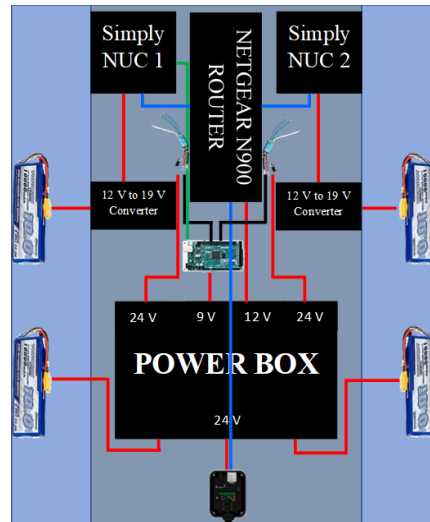 Simply
NUC 1
NETGEAR N900
ROUTER
Simply
NUC 2
12 V to 19 V
Converter
12 V to 19 V
Converter
24 V
9 V
12 V
24 V
POWER BOX
24V